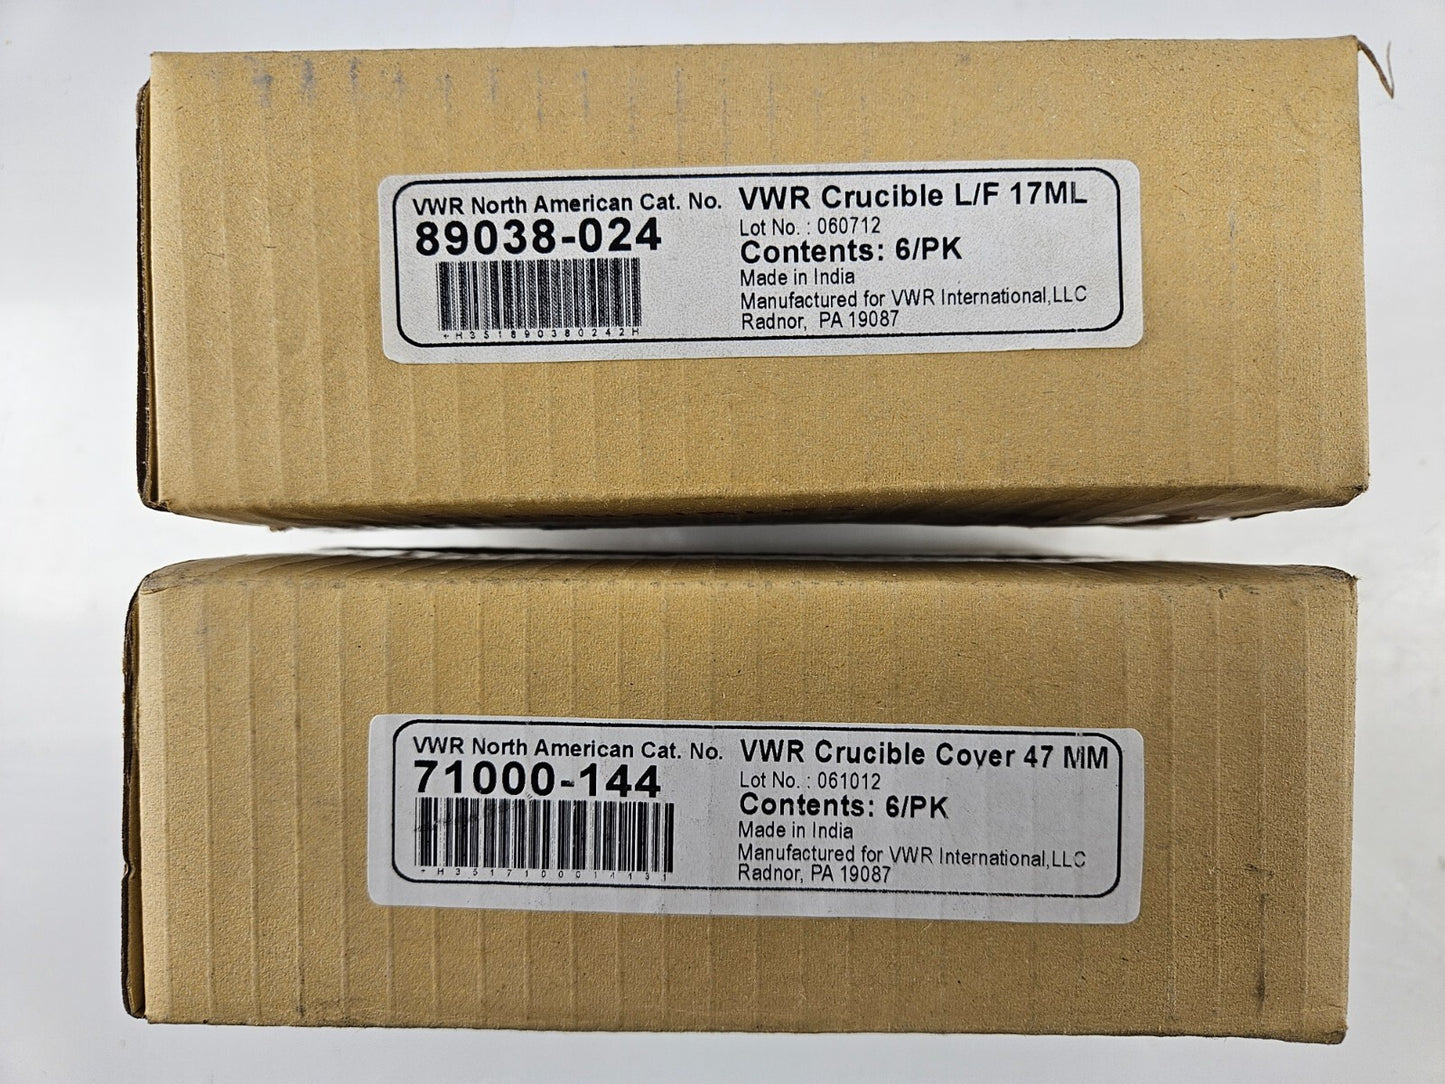 VWR North American Cat. No.
89038-024
+H351890380242H
VWR Crucible L/F 17ML
Lot No. : 060712
Contents: 6/PK
Made in India
Manufactured for VWR International,LLC
Radnor, PA 19087
VWR North American Cat. No.
71000-144
VWR Crucible Cover 47 MM
Lot No. : 061012
Contents: 6/PK
Made in India
Manufactured for VWR International,LLC
Radnor, PA 19087